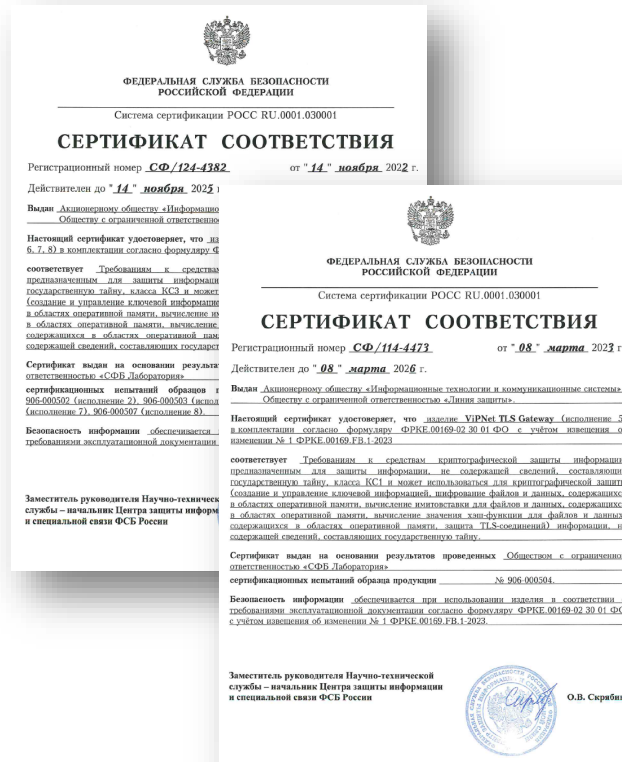 ФЕДЕРАЛЬНАЯ СЛУЖБА БЕЗОПАСНОСТИ
РОССИЙСКОЙ ФЕДЕРАЦИИ
Система сертификации РОСС RU.0001.030001
СЕРТИФИКАТ СООТВЕТСТВИЯ
Регистрационный номер СФ/124-4382 от "14" ноября 2022 г.
Действителен до "14" ноября 2025
Выдан Акционерному обществу «Информацио
Обществу с ограниченной ответственнос
Настоящий сертификат удостоверяет, что
6, 7, 8) в комплектации согласно формуляру
соответствует Требованиям к средствам
предназначенным для защиты информаци
государственную тайну, класса КС3 и может
(создание и управление ключевой информацие
в областях оперативной памяти, вычисление
в областях оперативной памяти, вычисление
содержащихся в областях оперативной
содержащей сведений, составляющих государст
Сертификат выдан на основании результа
ответственностью «СФБ Лаборатория»
сертификационных испытаний образцов
906-000502 (исполнение 2), 906-000503
(исполнение 7), 906-000507 (исполнение 8).
Безопасность информации обеспечивается
требованиями эксплуатационной документации
Заместитель руководителя Научно-техническ
службы – начальник Центра защиты информ
и специальной связи ФСБ России
ФЕДЕРАЛЬНАЯ СЛУЖБА БЕЗОПАСНОСТИ
РОССИЙСКОЙ ФЕДЕРАЦИИ
Система сертификации РОСС RU.0001.030001
СЕРТИФИКАТ СООТВЕТСТВИЯ
Регистрационный номер СФ/114-4473 от "08" марта 2023 г
Действителен до "08" марта 2026 г.
Выдан Акционерному обществу «Информационные технологии и коммуникационные системы»
Обществу с ограниченной ответственностью «Линия защиты».
Настоящий сертификат удостоверяет, что изделие ViPNet TLS Gateway (исполнение 5
в комплектации согласно формуляру ФРКЕ.00169-02 30 01 ФО с учётом извещения о
изменении № 1 ФРКЕ.00169.FB.1-2023
соответствует Требованиям к средствам криптографической защиты информации
предназначенным для защиты информации, не содержащей сведений, составляющи
государственную тайну, класса КС1 и может использоваться для криптографической защиты
(создание и управление ключевой информацией, шифрование файлов и данных, содержащихс
в областях оперативной памяти, вычисление имитовставки для файлов и данных, содержащихс
в областях оперативной памяти, вычисление значения хэш-функции для файлов и данных
содержащихся в областях оперативной памяти, защита TLS-соединений) информации, н
содержащей сведений, составляющих государственную тайну.
Сертификат выдан на основании результатов проведенных Обществом с ограниченно
ответственностью «СФБ Лаборатория»
сертификационных испытаний образца продукции № 906-000504.
Безопасность информации обеспечивается при использовании изделия в соответствии
требованиями эксплуатационной документации согласно формуляру ФРКЕ.00169-02 30 01 ФО
с учётом извещения об изменении № 1 ФРКЕ.00169.FB.1-2023.
Заместитель руководителя Научно-технической
службы – начальник Центра защиты информации
и специальной связи ФСБ России
О.В. Скрябин